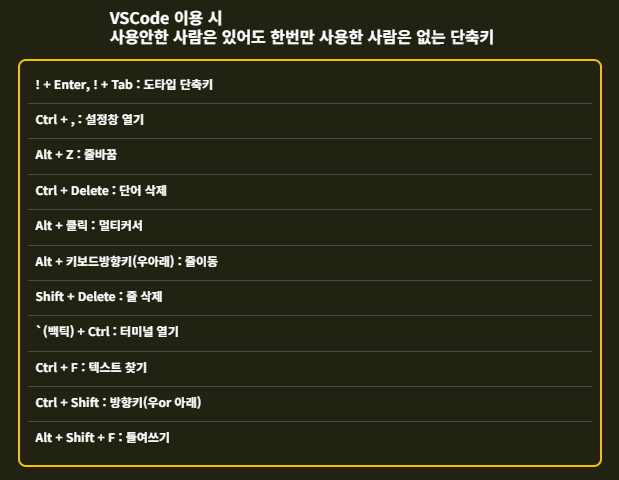 VSCode 이용 시
사용안한 사람은 있어도 한번만 사용한 사람은 없는 단축키
! + Enter, ! + Tab : 도타입 단축키
Ctrl + , : 설정창 열기
Alt + Z : 줄바꿈
Ctrl + Delete : 단어 삭제
Alt + 클릭 : 멀티커서
Alt + 키보드방향키(우아래) : 줄이동
Shift + Delete : 줄 삭제
`(백틱) + Ctrl : 터미널 열기
Ctrl + F : 텍스트 찾기
Ctrl + Shift : 방향키(우or 아래)
Alt + Shift + F : 들여쓰기